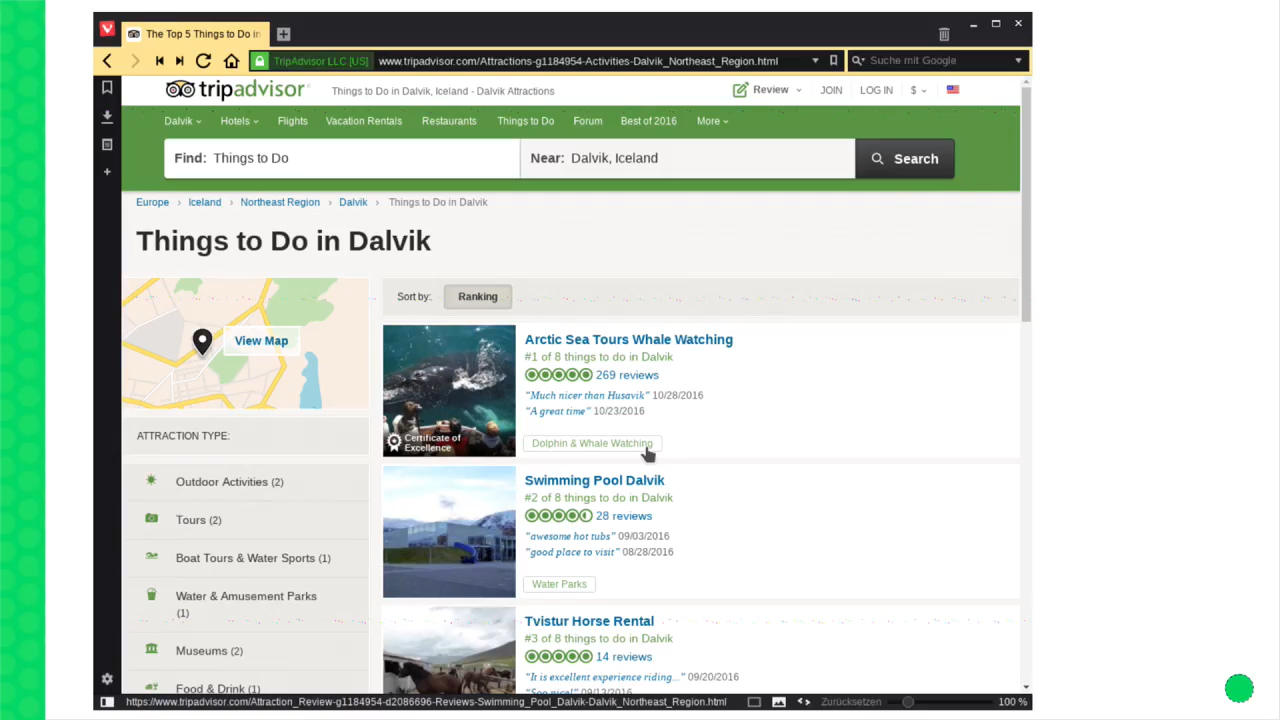 The Top 5 Things to Do in
TripAdvisor LLC [US] www.tripadvisor.com/Attractions-g1184954-Activities-Dalvik_Northeast_Region.html Suche mit Google
tripadvisor Things to Do in Dalvik, Iceland - Dalvik Attractions Review JOIN LOG IN $
Dalvik Hotels Flights Vacation Rentals Restaurants Things to Do Forum Best of 2016 More
Find: Things to Do Near: Dalvik, Iceland Search
Europe › Iceland › Northeast Region › Dalvik › Things to Do in Dalvik
Things to Do in Dalvik
Sort by: Ranking
View Map
ATTRACTION TYPE:
Outdoor Activities (2)
Tours (2)
Boat Tours & Water Sports (1)
Water & Amusement Parks
(1)
Museums (2)
Food & Drink (1)
Arctic Sea Tours Whale Watching
#1 of 8 things to do in Dalvik
269 reviews
"Much nicer than Husavik" 10/28/2016
"A great time" 10/23/2016
Certificate of
Excellence
Dolphin & Whale Watching
Swimming Pool Dalvik
#2 of 8 things to do in Dalvik
28 reviews
"awesome hot tubs" 09/03/2016
"good place to visit" 08/28/2016
Water Parks
Tvistur Horse Rental
#3 of 8 things to do in Dalvik
14 reviews
"It is excellent experience riding..." 09/20/2016
"Soo nice!" 09/13/2016
https://www.tripadvisor.com/Attraction_Review-g1184954-d2086696-Reviews-Swimming_Pool_Dalvik-Dalvik_Northeast_Region.html Zurücksetzen 100 %